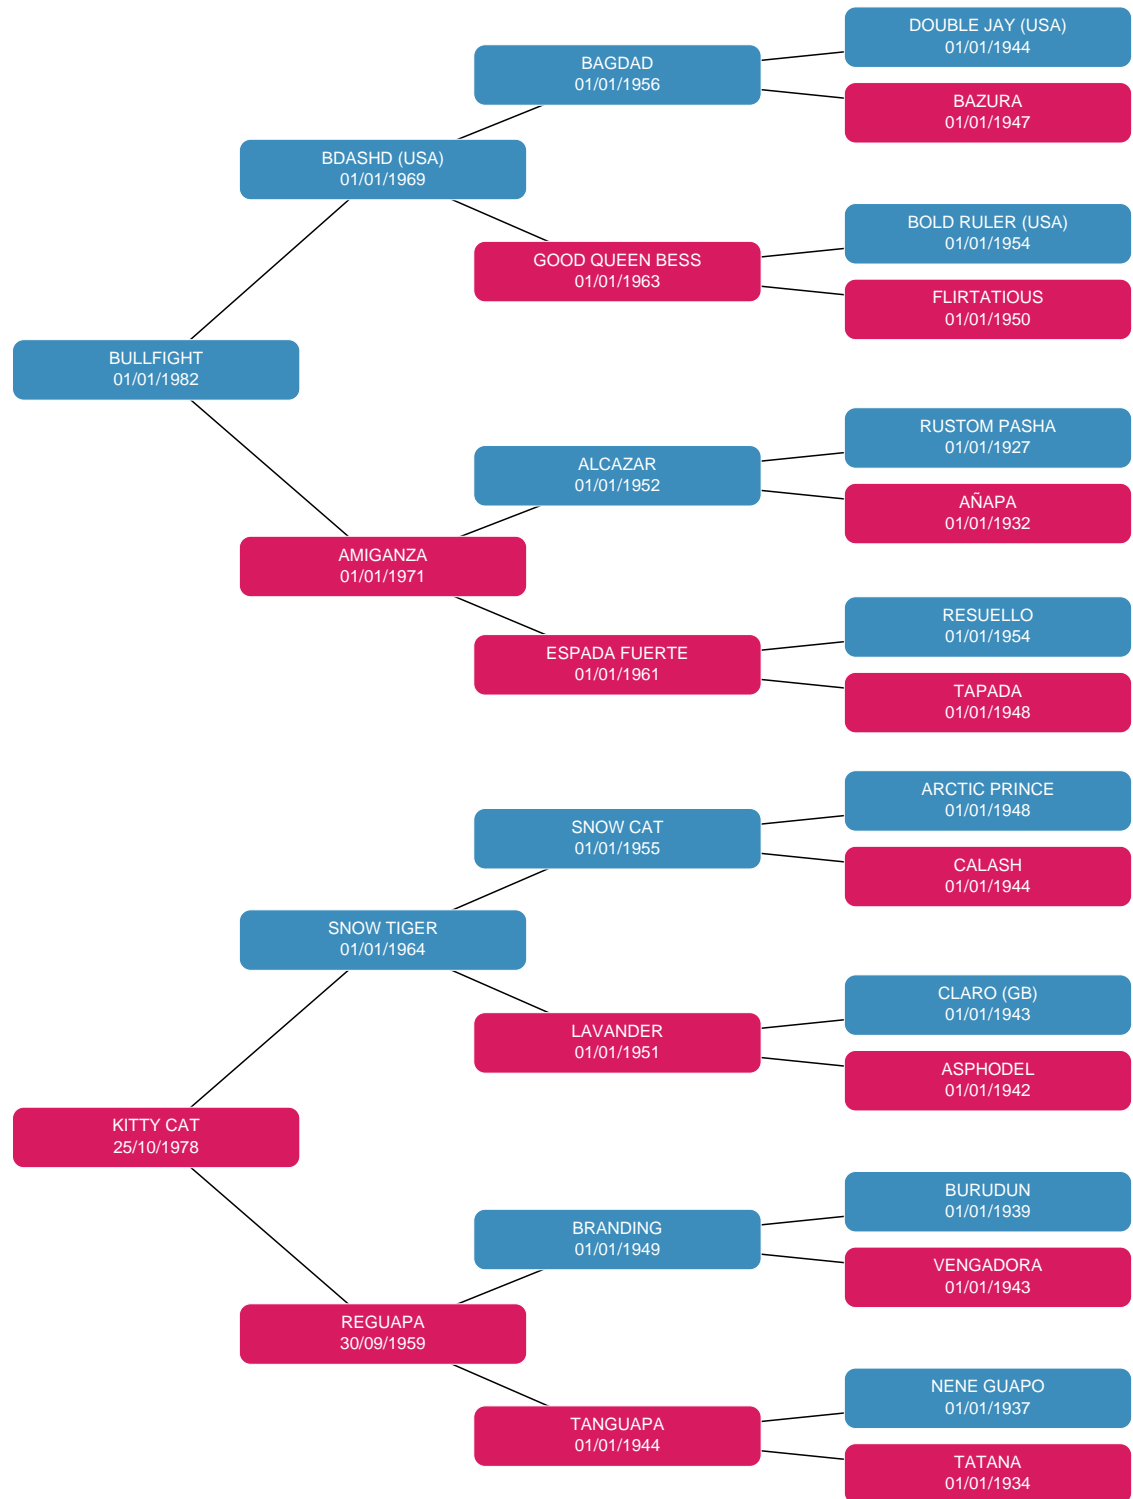 DOUBLE JAY (USA)
01/01/1944
BAGDAD
01/01/1956
BAZURA
01/01/1947
BDASHD (USA)
01/01/1969
BOLD RULER (USA)
01/01/1954
GOOD QUEEN BESS
01/01/1963
FLIRTATIOUS
01/01/1950
BULLFIGHT
01/01/1982
RUSTOM PASHA
01/01/1927
ALCAZAR
01/01/1952
AÑAPA
01/01/1932
AMIGANZA
01/01/1971
RESUELLO
01/01/1954
ESPADA FUERTE
01/01/1961
TAPADA
01/01/1948
ARCTIC PRINCE
01/01/1948
SNOW CAT
01/01/1955
CALASH
01/01/1944
SNOW TIGER
01/01/1964
CLARO (GB)
01/01/1943
LAVANDER
01/01/1951
ASPHODEL
01/01/1942
KITTY CAT
25/10/1978
BURUDUN
01/01/1939
BRANDING
01/01/1949
VENGADORA
01/01/1943
REGUAPA
30/09/1959
NENE GUAPO
01/01/1937
TANGUAPA
01/01/1944
TATANA
01/01/1934